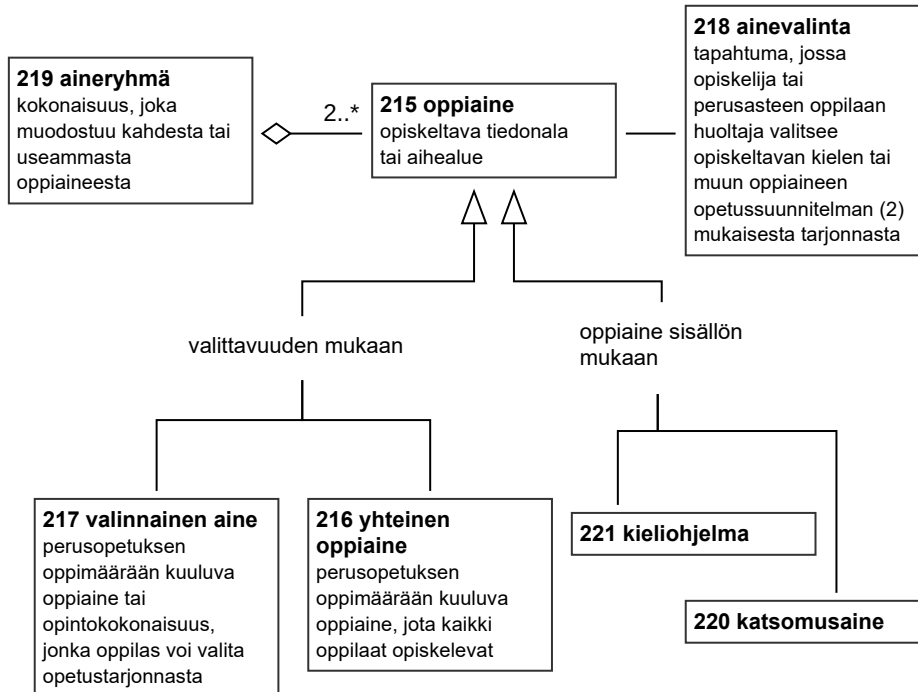 219 aineryhmä
kokonaisuus, joka
muodostuu kahdesta tai
useammasta
oppiaineesta
2..*
215 oppiaine
opiskeltava tiedonala
tai aihealue
218 ainevalinta
tapahtuma, jossa
opiskelija tai
perusasteen oppilaan
huoltaja valitsee
opiskeltavan kielen tai
muun oppiaineen
opetussuunnitelman (2)
mukaisesta tarjonnasta
valittavuuden mukaan
oppiaine sisällön
mukaan
217 valinnainen aine
perusopetuksen
oppimäärään kuuluva
oppiaine tai
opintokokonaisuus,
jonka oppilas voi valita
opetustarjonnasta
216 yhteinen
oppiaine
perusopetuksen
oppimäärään kuuluva
oppiaine, jota kaikki
oppilaat opiskelevat
221 kieliohjelma
220 katsomusaine